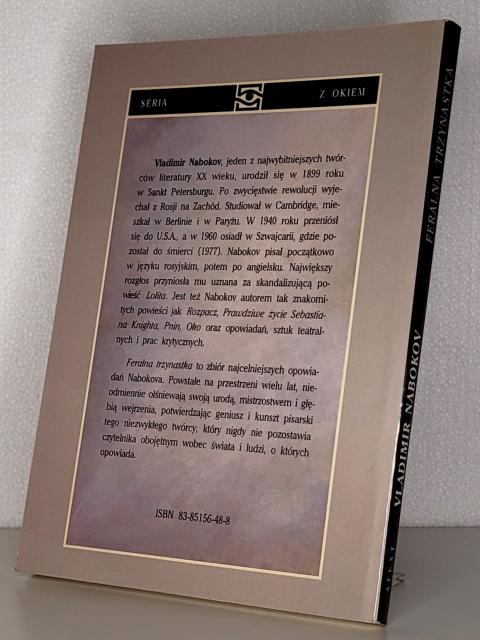 SERIA Z OKIEM
Vladimir Nabokov, jeden z najwybitniejszych twór-
ców literatury XX wieku, urodził się w 1899 roku
w Sankt Petersburgu. Po zwycięstwie rewolucji wyje-
chał z Rosji na Zachód. Studiował w Cambridge, mie-
szkał w Berlinie i w Paryżu. W 1940 roku przeniósł
się do U.S.A., a w 1960 osiadł w Szwajcarii, gdzie po-
został do śmierci (1977). Nabokov pisał początkowo
w języku rosyjskim, potem po angielsku. Największy
rozgłos przyniosła mu uznana za skandalizującą po-
wieść Lolita. Jest też Nabokov autorem tak znakomi-
tych powieści jak Rozpacz, Prawdziwe życie Sebastia-
na Knighta, Pnin, Oko oraz opowiadań, sztuk teatral-
nych i prac krytycznych.
Feralna trzynastka to zbiór najcelniejszych opowia-
dań Nabokova. Powstałe na przestrzeni wielu lat, nie-
odmiennie olśniewają swoją urodą, mistrzostwem i głę-
bią wejrzenia, potwierdzając geniusz i kunszt pisarski
tego niezwykłego twórcy, który nigdy nie pozostawia
czytelnika obojętnym wobec świata i ludzi, o których
opowiada.
ISBN 83-85156-48-8
ATEXT VLADIMIR NABOKOV FERALNA TRZYNASTKA